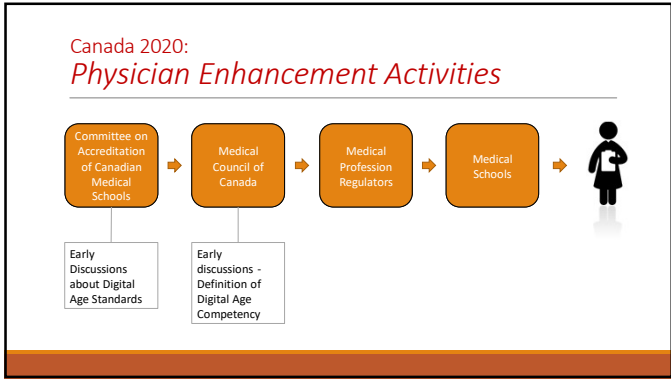 Canada 2020:
Physician Enhancement Activities
Committee on
Accreditation
of Canadian
Medical
Schools
Medical
Council of
Canada
Medical
Profession
Regulators
Medical
Schools
Early
Discussions
about Digital
Age Standards
Early
discussions -
Definition of
Digital Age
Competency